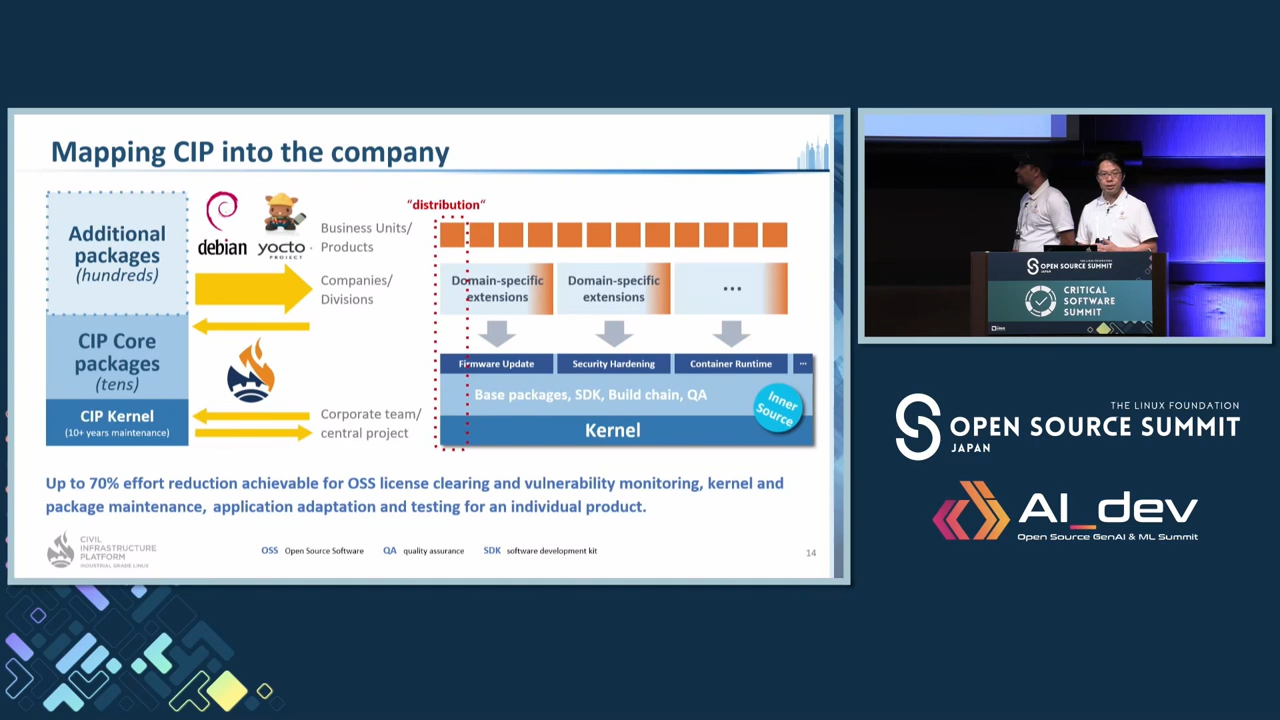 Mapping CIP into the company
Additional
packages
(hundreds)
CIP Core
packages
(tens)
CIP Kernel
(10+ years maintenance)
debian
yocto
PROJECT
Business Units/
Products
Companies/
Divisions
Corporate team/
central project
“distribution“
Domain-specific
extensions
Domain-specific
extensions
...
Firmware Update
Security Hardening
Container Runtime
...
Base packages, SDK, Build chain, QA
Inner
Source
Kernel
Up to 70% effort reduction achievable for OSS license clearing and vulnerability monitoring, kernel and
package maintenance, application adaptation and testing for an individual product.
CIVIL
INFRASTRUCTURE
PLATFORM
INDUSTRIAL GRADE LINUX
OSS Open Source Software QA quality assurance SDK software development kit
14
OPEN SOURCE SUMMIT
JAPAN
CRITICAL
SOFTWARE
SUMMIT
THE LINUX FOUNDATION
OPEN SOURCE SUMMIT
JAPAN
AI_dev
Open Source GenAI & ML Summit